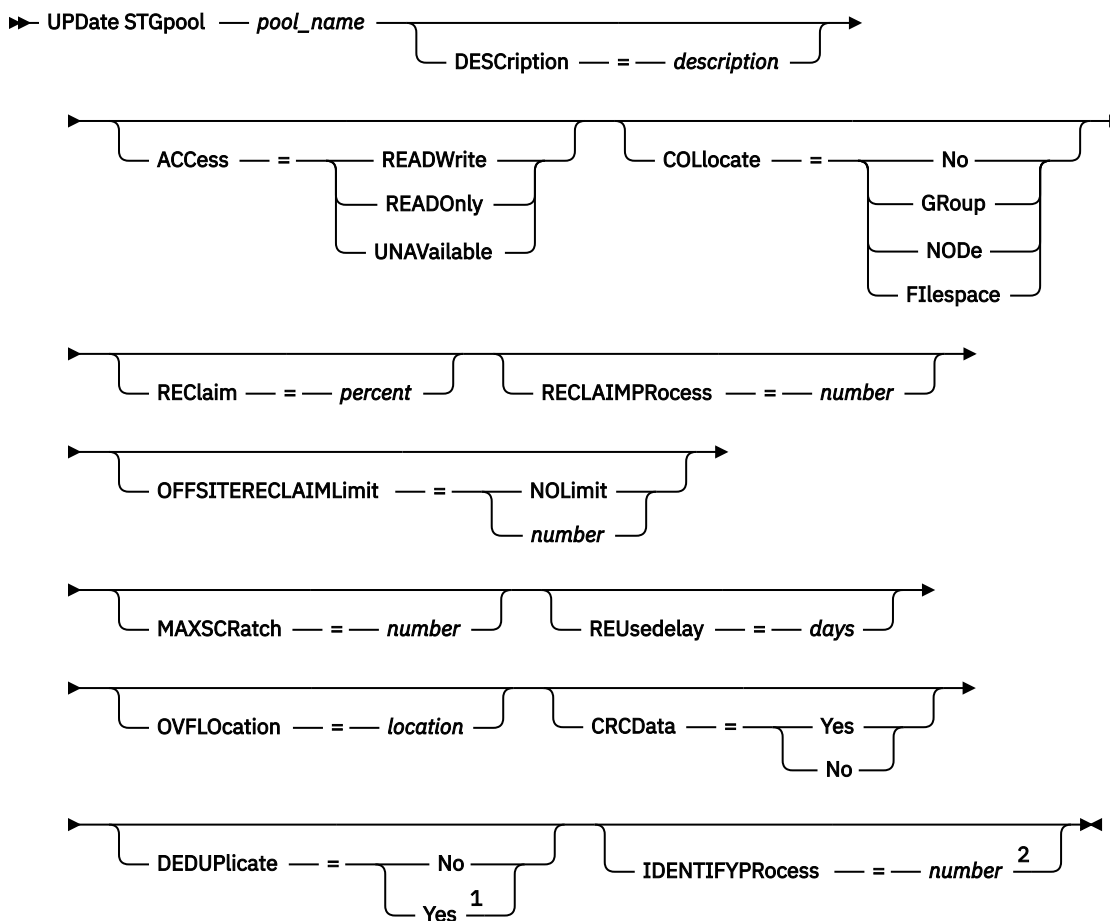 UPDate STGpool — pool_name
DESCription — = — description
ACCess — = READWrite
READOnly
UNAVailable
COLlocate — = No
GRoup
NODe
FIlespace
REClaim — = — percent
RECLAIMPRocess — = — number
OFFSITERECLAIMLimit — = NOLimit
number
MAXSCRatch — = — number
REUsedelay — = — days
OVFLOcation — = — location
CRCData — = Yes
No
DEDUPlicate — = No
Yes 1
IDENTIFYPRocess — = — number 2